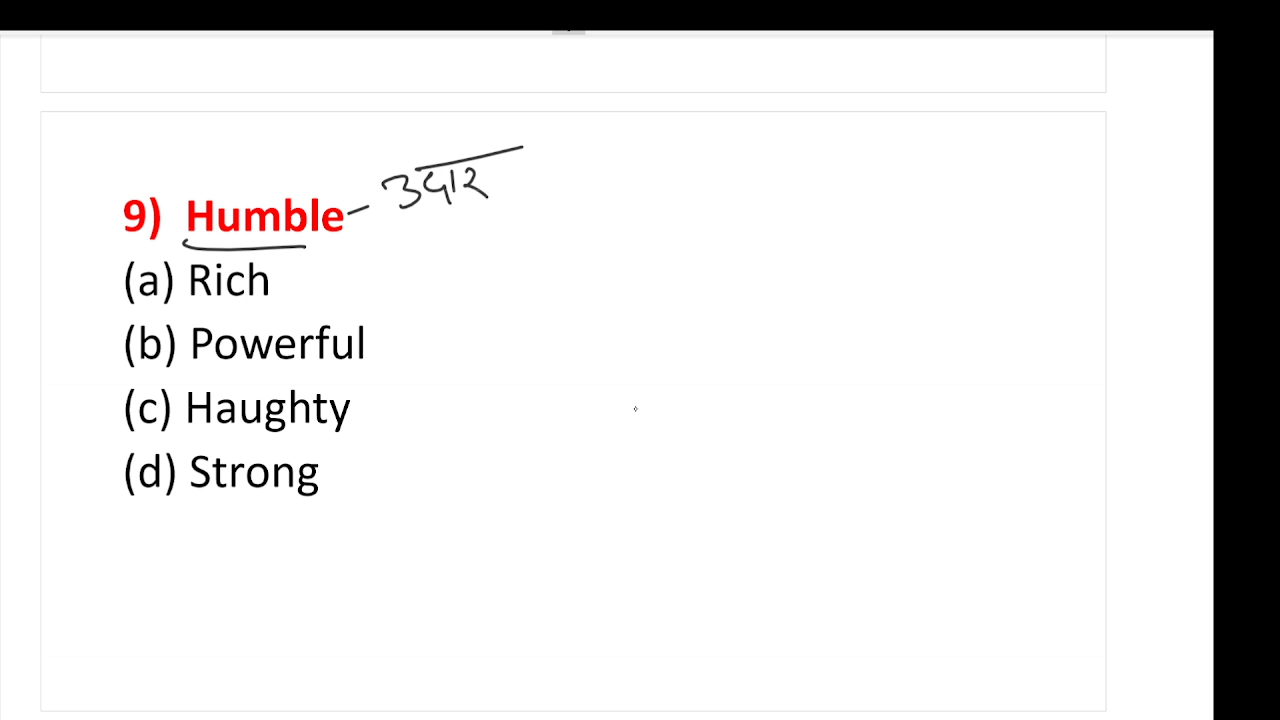 9) Humble – उदार
(a) Rich
(b) Powerful
(c) Haughty
(d) Strong